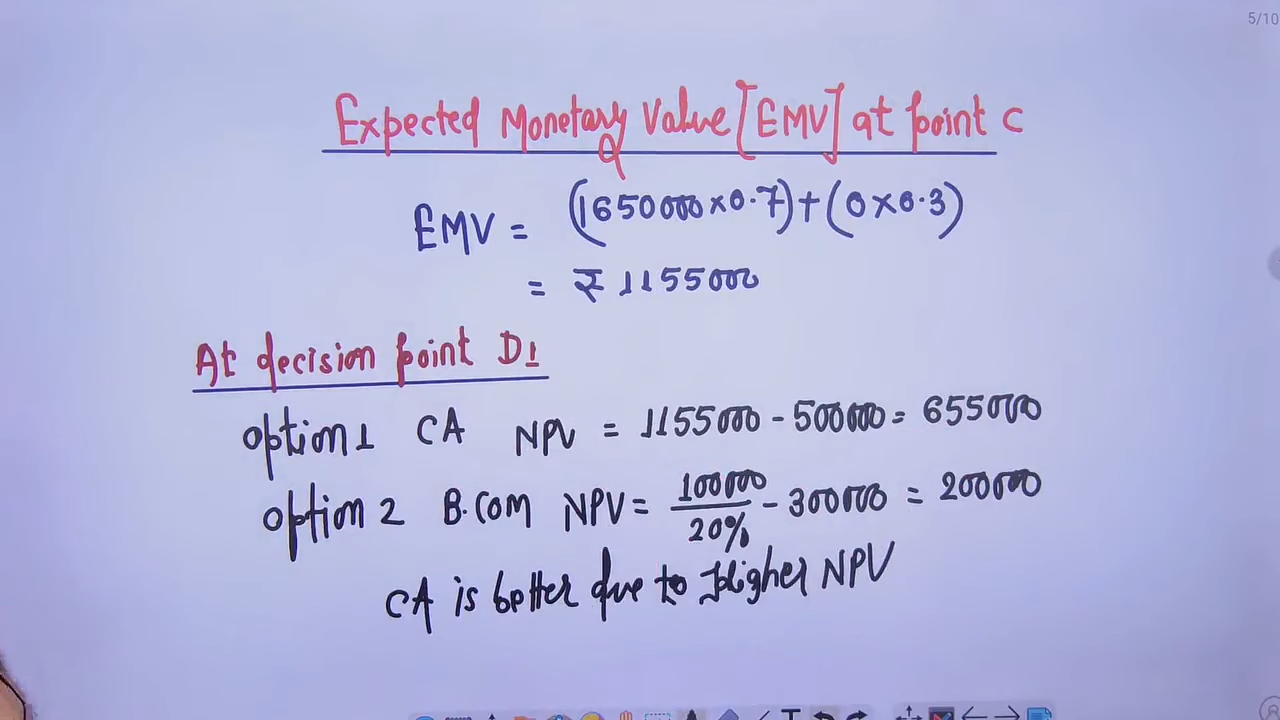 5/10
Expected Monetary Value [EMV] at point C
EMV = (1650000×0.7)+(0×0.3)
= ₹ 1155000
At decision point D1
option 1 CA NPV = 1155000 - 500000 = 655000
option 2 B.COM NPV = 100000/20% - 300000 = 200000
CA is better due to Higher NPV